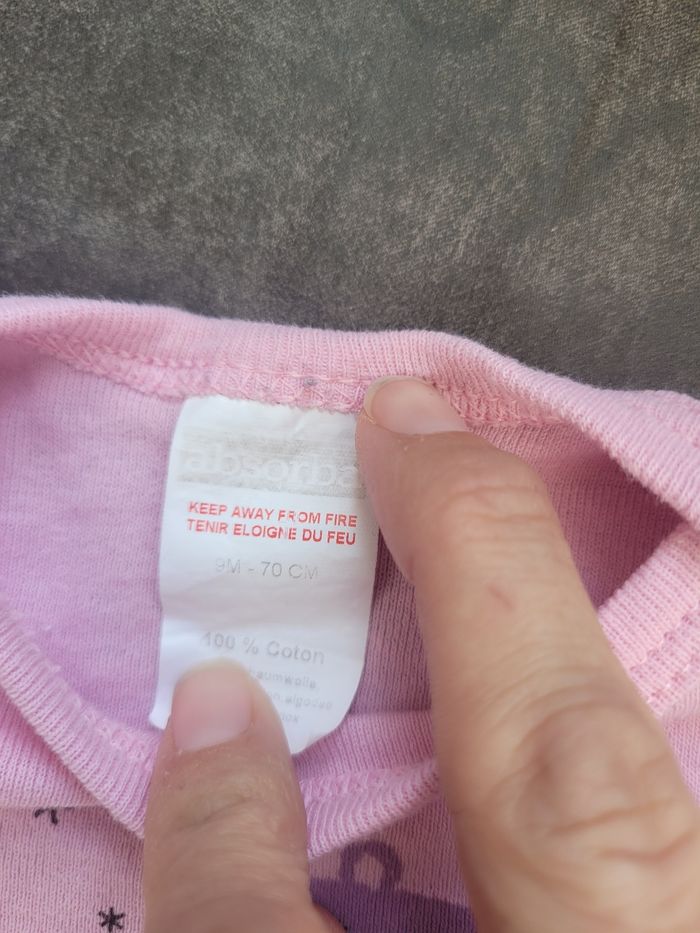 absorba
KEEP AWAY FROM FIRE
TENIR ELOIGNE DU FEU
9M - 70 CM
100 % Coton